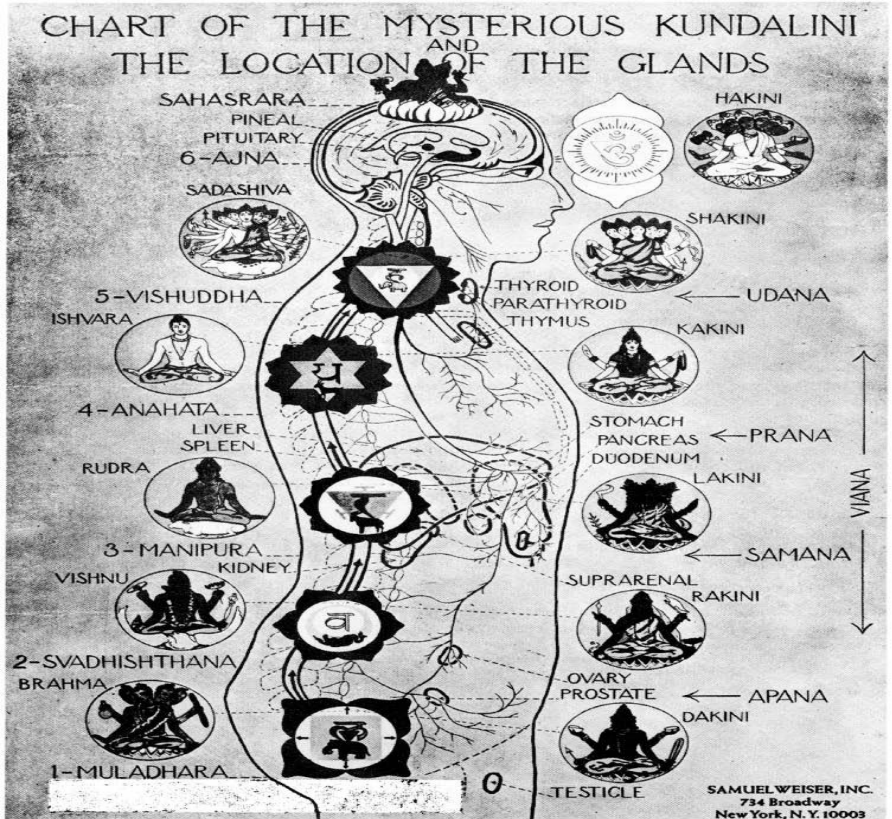 CHART OF THE MYSTERIOUS KUNDALINI
AND
THE LOCATION OF THE GLANDS
SAHASRARA
PINEAL
PITUITARY
6-AJNA
HAKINI
SADASHIVA
SHAKINI
5-VISHUDDHA
THYROID
PARATHYROID
THYMUS
UDANA
ISHVARA
KAKINI
4-ANAHATA
LIVER
SPLEEN
STOMACH
PANCREAS
DUODENUM
PRANA
VIANA
RUDRA
LAKINI
3-MANIPURA
KIDNEY
SAMANA
VISHNU
SUPRARENAL
RAKINI
2-SVADHISHTHANA
OVARY
PROSTATE
APANA
BRAHMA
DAKINI
1-MULADHARA
TESTICLE
ह
य
र
व
SAMUEL WEISER, INC.
734 Broadway
New York, N. Y. 10003